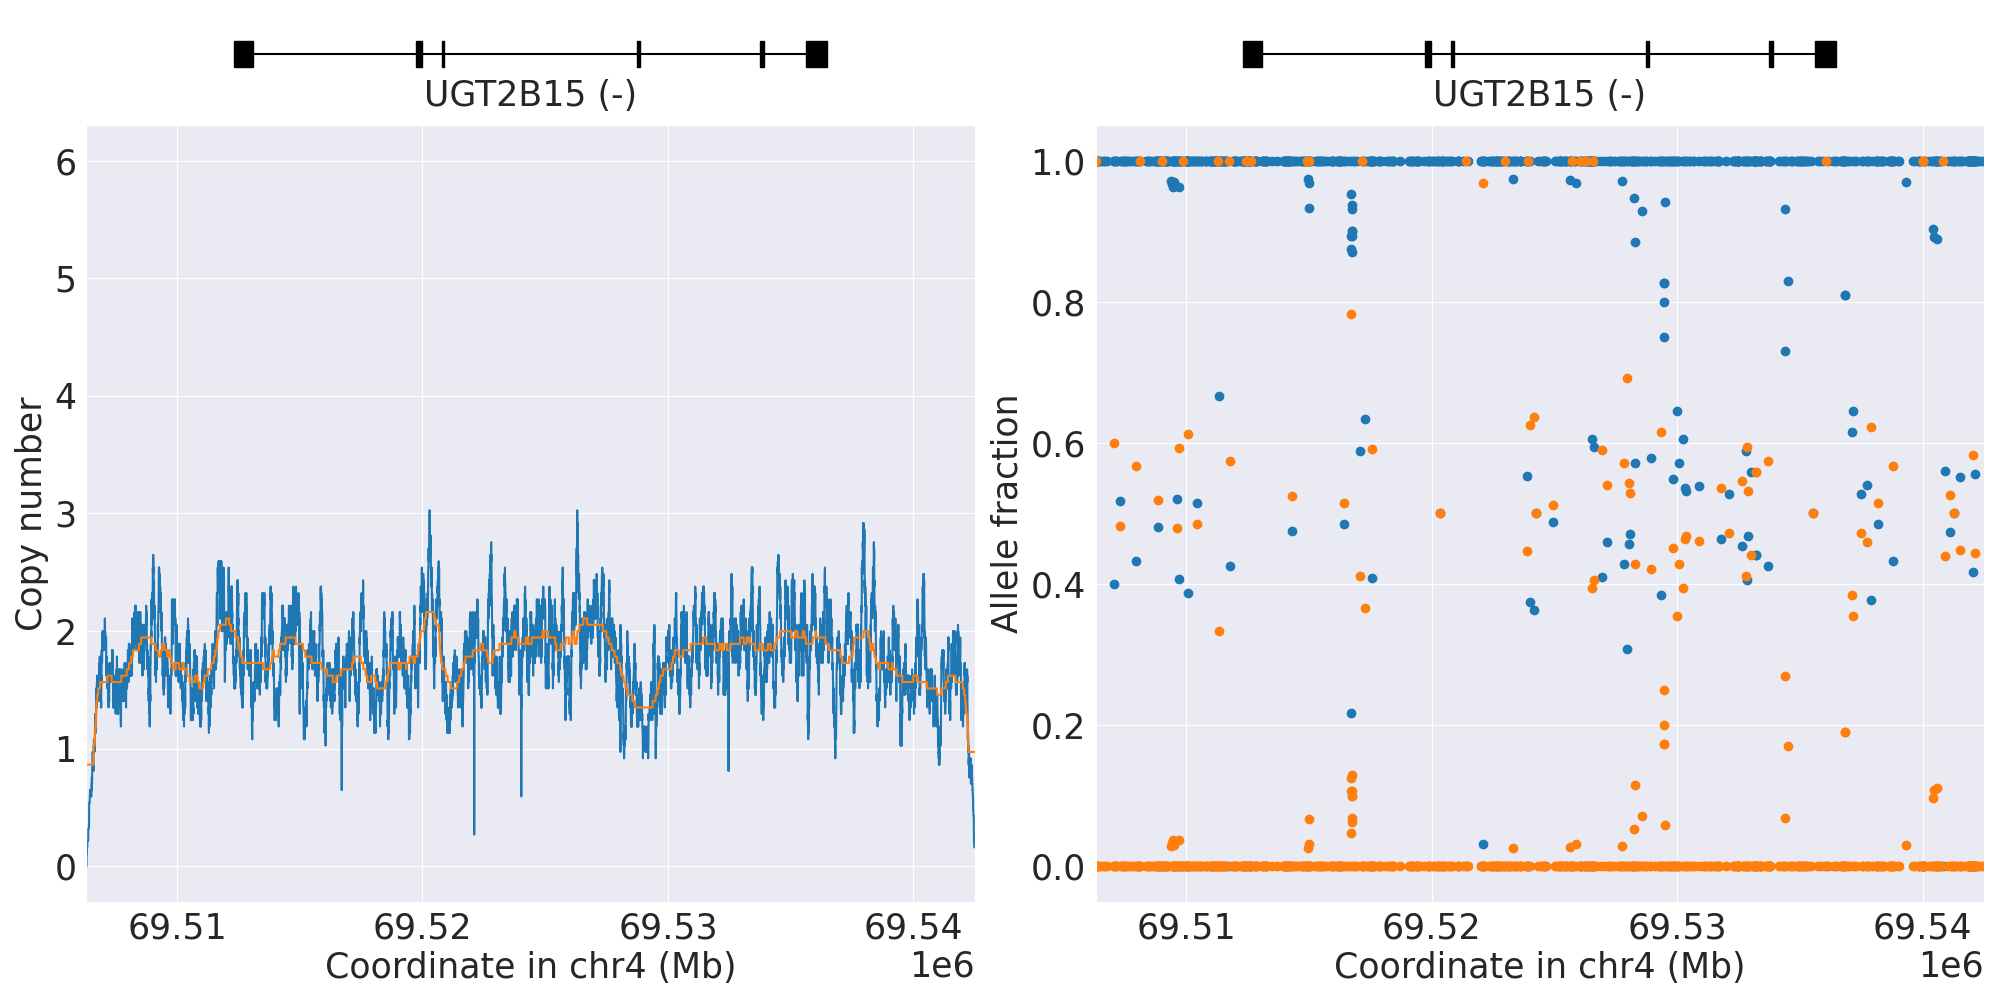 UGT2B15 (-)
6
5
4
3
2
1
0
Copy number
69.51 69.52 69.53 69.54
Coordinate in chr4 (Mb)
1e6
UGT2B15 (-)
1.0
0.8
0.6
0.4
0.2
0.0
Allele fraction
69.51 69.52 69.53 69.54
Coordinate in chr4 (Mb)
1e6